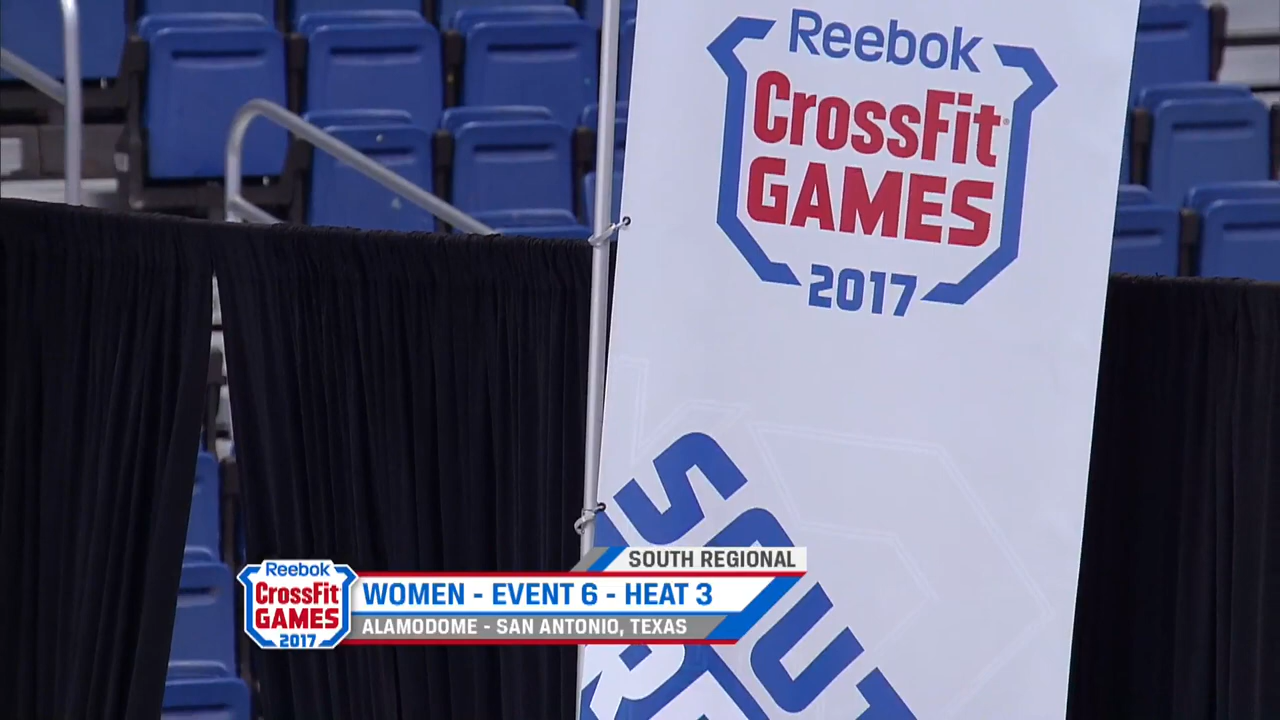 Reebok
CrossFit
GAMES
2017
SOUT
SOUTH REGIONAL
Reebok
CrossFit
GAMES
2017
WOMEN - EVENT 6 - HEAT 3
ALAMODOME - SAN ANTONIO, TEXAS